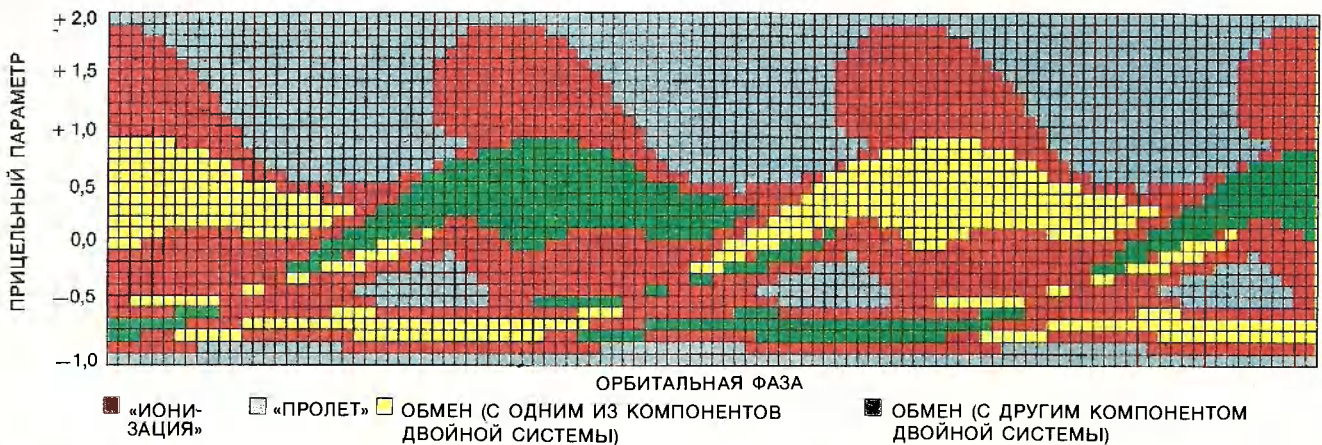 +2,0
+1,5
+1,0
0,5
0,0
—0,5
—1,0
ПРИЦЕЛЬНЫЙ ПАРАМЕТР
ОРБИТАЛЬНАЯ ФАЗА
«ИОНИ-
ЗАЦИЯ»
«ПРОЛЕТ»
ОБМЕН (С ОДНИМ ИЗ КОМПОНЕНТОВ
ДВОЙНОЙ СИСТЕМЫ)
ОБМЕН (С ДРУГИМ КОМПОНЕНТОМ
ДВОЙНОЙ СИСТЕМЫ)